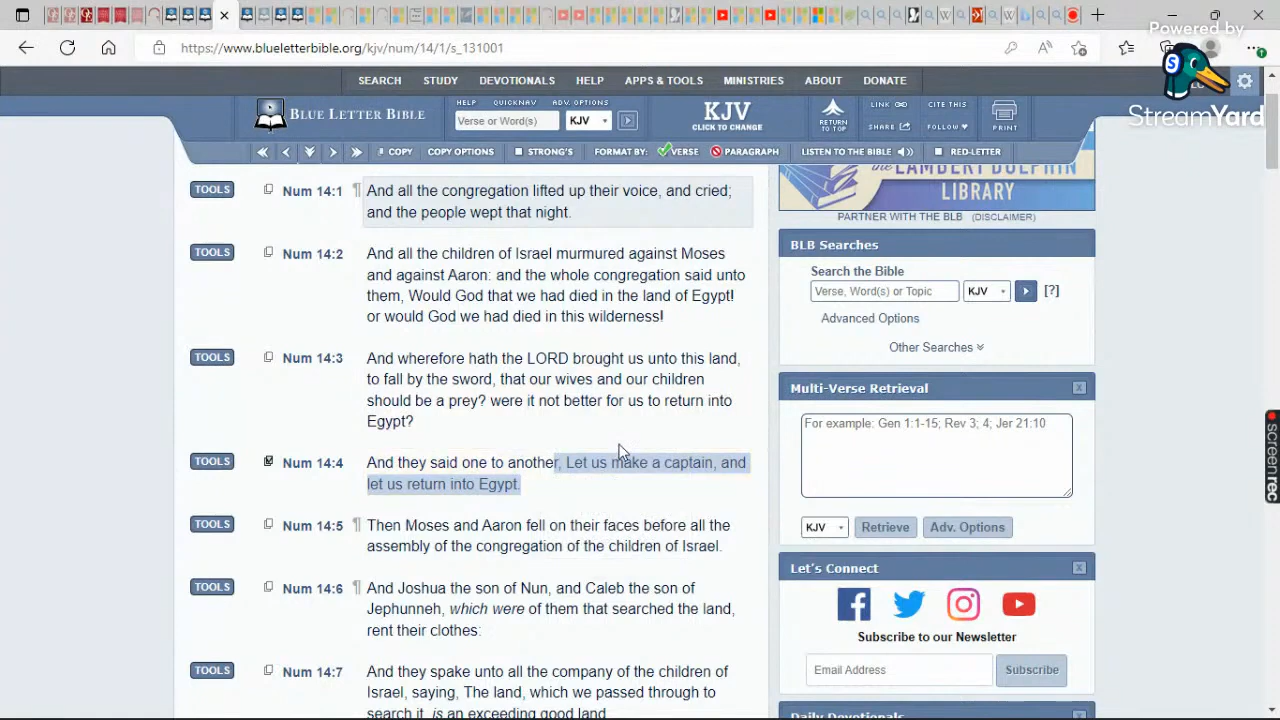 https://www.blueletterbible.org/kjv/num/14/1/s_131001
Powered by
StreamYard
SEARCH STUDY DEVOTIONALS HELP APPS & TOOLS MINISTRIES ABOUT DONATE
BLUE LETTER BIBLE
HELP QUICKNAV ADV. OPTIONS
Verse or Word(s) KJV
KJV
CLICK TO CHANGE
RETURN
TO TOP
LINK CITE THIS
SHARE FOLLOW
PRINT
COPY COPY OPTIONS STRONG'S FORMAT BY: VERSE PARAGRAPH LISTEN TO THE BIBLE RED-LETTER
TOOLS Num 14:1 ¶ And all the congregation lifted up their voice, and cried;
and the people wept that night.
TOOLS Num 14:2 And all the children of Israel murmured against Moses
and against Aaron: and the whole congregation said unto
them, Would God that we had died in the land of Egypt!
or would God we had died in this wilderness!
TOOLS Num 14:3 And wherefore hath the LORD brought us unto this land,
to fall by the sword, that our wives and our children
should be a prey? were it not better for us to return into
Egypt?
TOOLS Num 14:4 And they said one to another, Let us make a captain, and
let us return into Egypt.
TOOLS Num 14:5 ¶ Then Moses and Aaron fell on their faces before all the
assembly of the congregation of the children of Israel.
TOOLS Num 14:6 ¶ And Joshua the son of Nun, and Caleb the son of
Jephunneh, which were of them that searched the land,
rent their clothes:
TOOLS Num 14:7 And they spake unto all the company of the children of
Israel, saying, The land, which we passed through to
search it, is an exceeding good land.
the LAMBERT DOLPHIN
LIBRARY
PARTNER WITH THE BLB (DISCLAIMER)
BLB Searches
Search the Bible
Verse, Word(s) or Topic KJV [?]
Advanced Options
Other Searches
Multi-Verse Retrieval X
For example: Gen 1:1-15; Rev 3; 4; Jer 21:10
KJV Retrieve Adv. Options
Let's Connect X
Subscribe to our Newsletter
Email Address Subscribe
Daily Devotionals X
screenrec